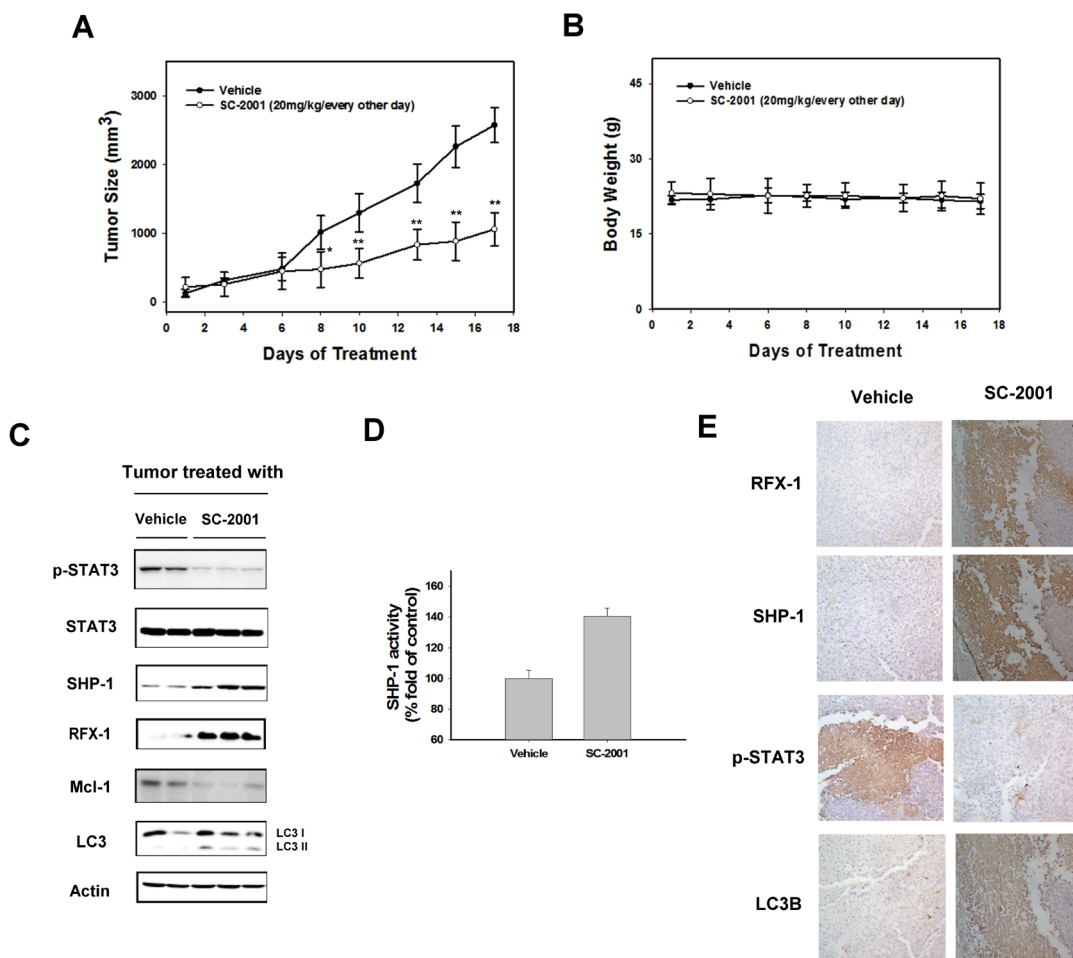 A
Vehicle
SC-2001 (20mg/kg/every other day)
Tumor Size (mm3)
3000
2000
1000
0
*
**
**
**
**
0 2 4 6 8 10 12 14 16 18
Days of Treatment
B
Vehicle
SC-2001 (20mg/kg/every other day)
Body Weight (g)
45
30
15
0
0 2 4 6 8 10 12 14 16 18
Days of Treatment
C
Tumor treated with
Vehicle SC-2001
p-STAT3
STAT3
SHP-1
RFX-1
Mcl-1
LC3
LC3 I
LC3 II
Actin
D
SHP-1 activity
(% fold of control)
160
140
120
100
80
60
Vehicle SC-2001
E
Vehicle SC-2001
RFX-1
SHP-1
p-STAT3
LC3B